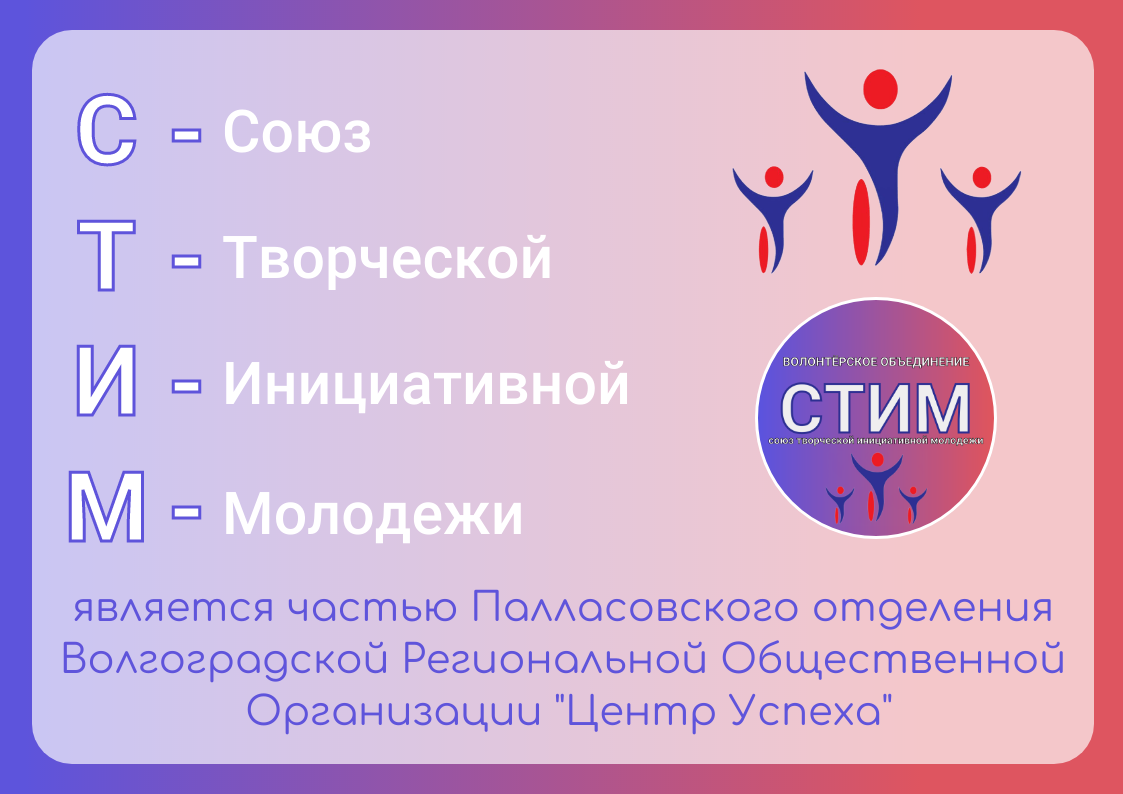 С - Союз
Т - Творческой
И - Инициативной
М - Молодежи
ВОЛОНТЕРСКОЕ ОБЪЕДИНЕНИЕ
СТИМ
союз творческой инициативной молодежи
является частью Палласовского отделения
Волгоградской Региональной Общественной
Организации "Центр Успеха"